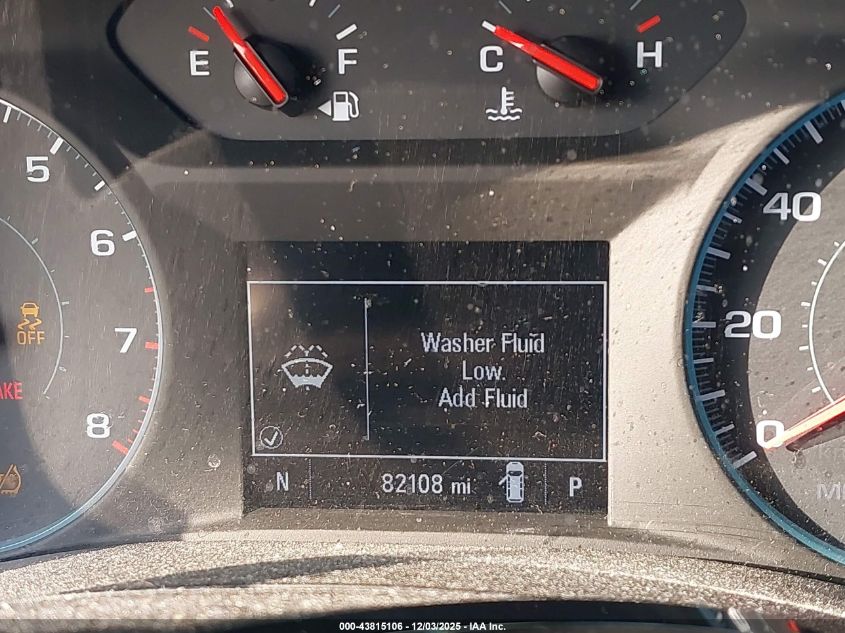 E F
C H
5
6
7
8
OFF
AKE
40
20
0
Washer Fluid
Low
Add Fluid
N 82108 mi P
000-43815106 - 12/03/2025 - IAA Inc.